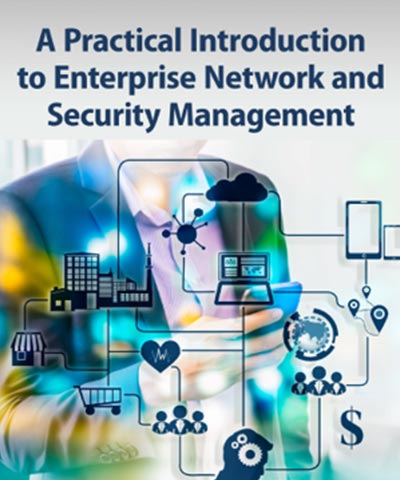 A Practical Introduction
to Enterprise Network and
Security Management
$